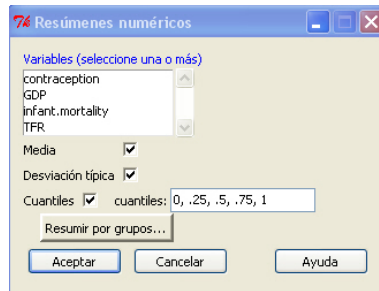 Resúmenes numéricos
Variables (seleccione una o más)
contraception
GDP
infant.mortality
TFR
Media
Desviación típica
Cuantiles cuantiles: 0, .25, .5, .75, 1
Resumir por grupos...
Aceptar Cancelar Ayuda